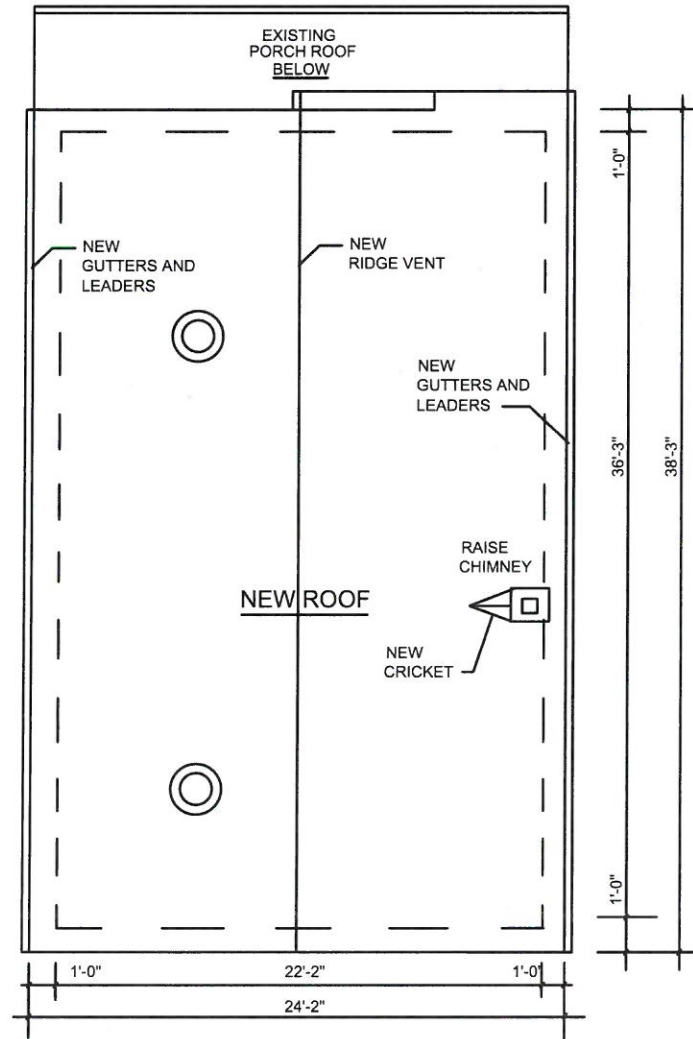 EXISTING
PORCH ROOF
BELOW
1'-0"
NEW
GUTTERS AND
LEADERS
NEW
RIDGE VENT
NEW
GUTTERS AND
LEADERS
36'-3"
38'-3"
RAISE
CHIMNEY
NEW ROOF
NEW
CRICKET
1'-0"
1'-0"
22'-2"
1'-0"
24'-2"